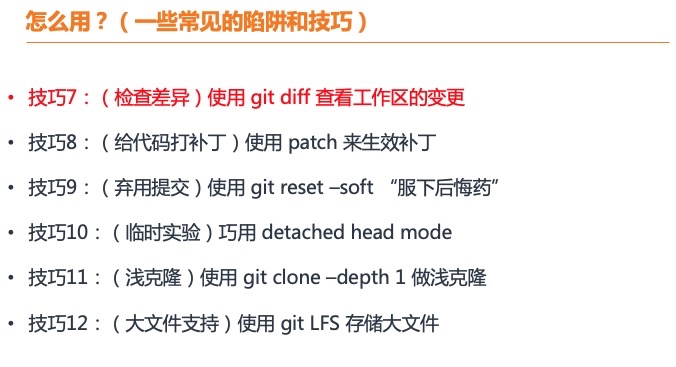 怎么用？（一些常见的陷阱和技巧）
• 技巧7：（检查差异）使用 git diff 查看工作区的变更
• 技巧8：（给代码打补丁）使用 patch 来生效补丁
• 技巧9：（弃用提交）使用 git reset –soft “服下后悔药”
• 技巧10：（临时实验）巧用 detached head mode
• 技巧11：（浅克隆）使用 git clone –depth 1 做浅克隆
• 技巧12：（大文件支持）使用 git LFS 存储大文件